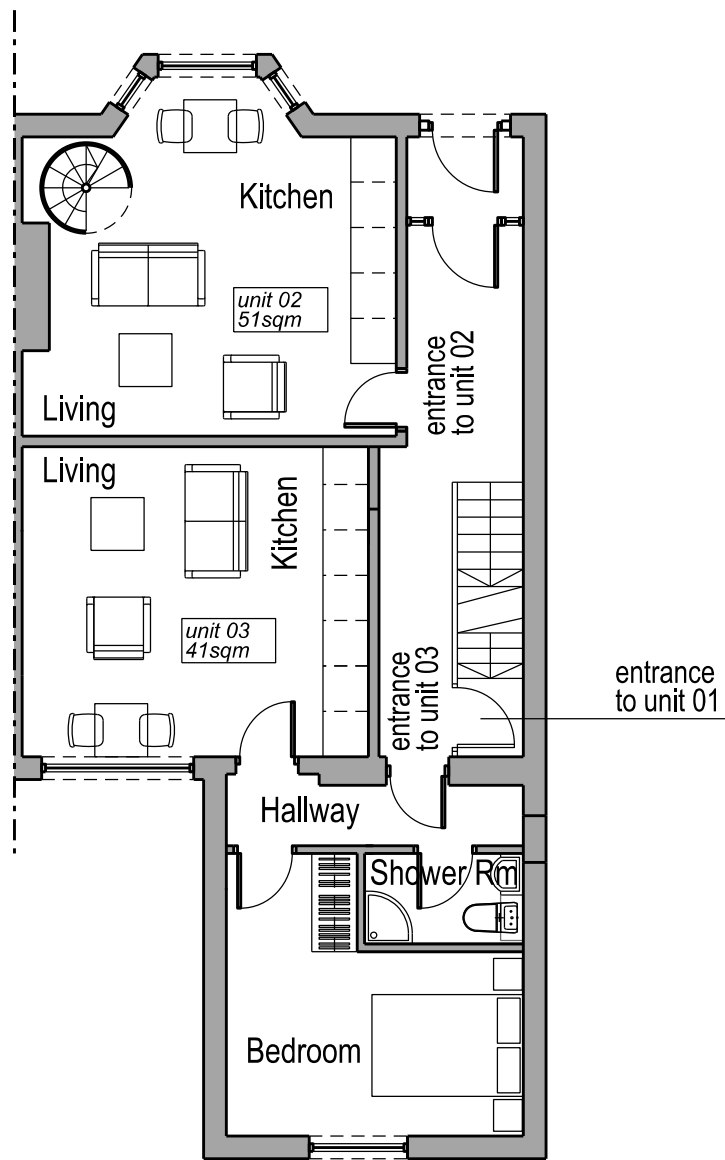 Kitchen
unit 02
51sqm
Living
entrance
to unit 02
Living
Kitchen
unit 03
41sqm
entrance
to unit 03
entrance
to unit 01
Hallway
Shower Rm
Bedroom